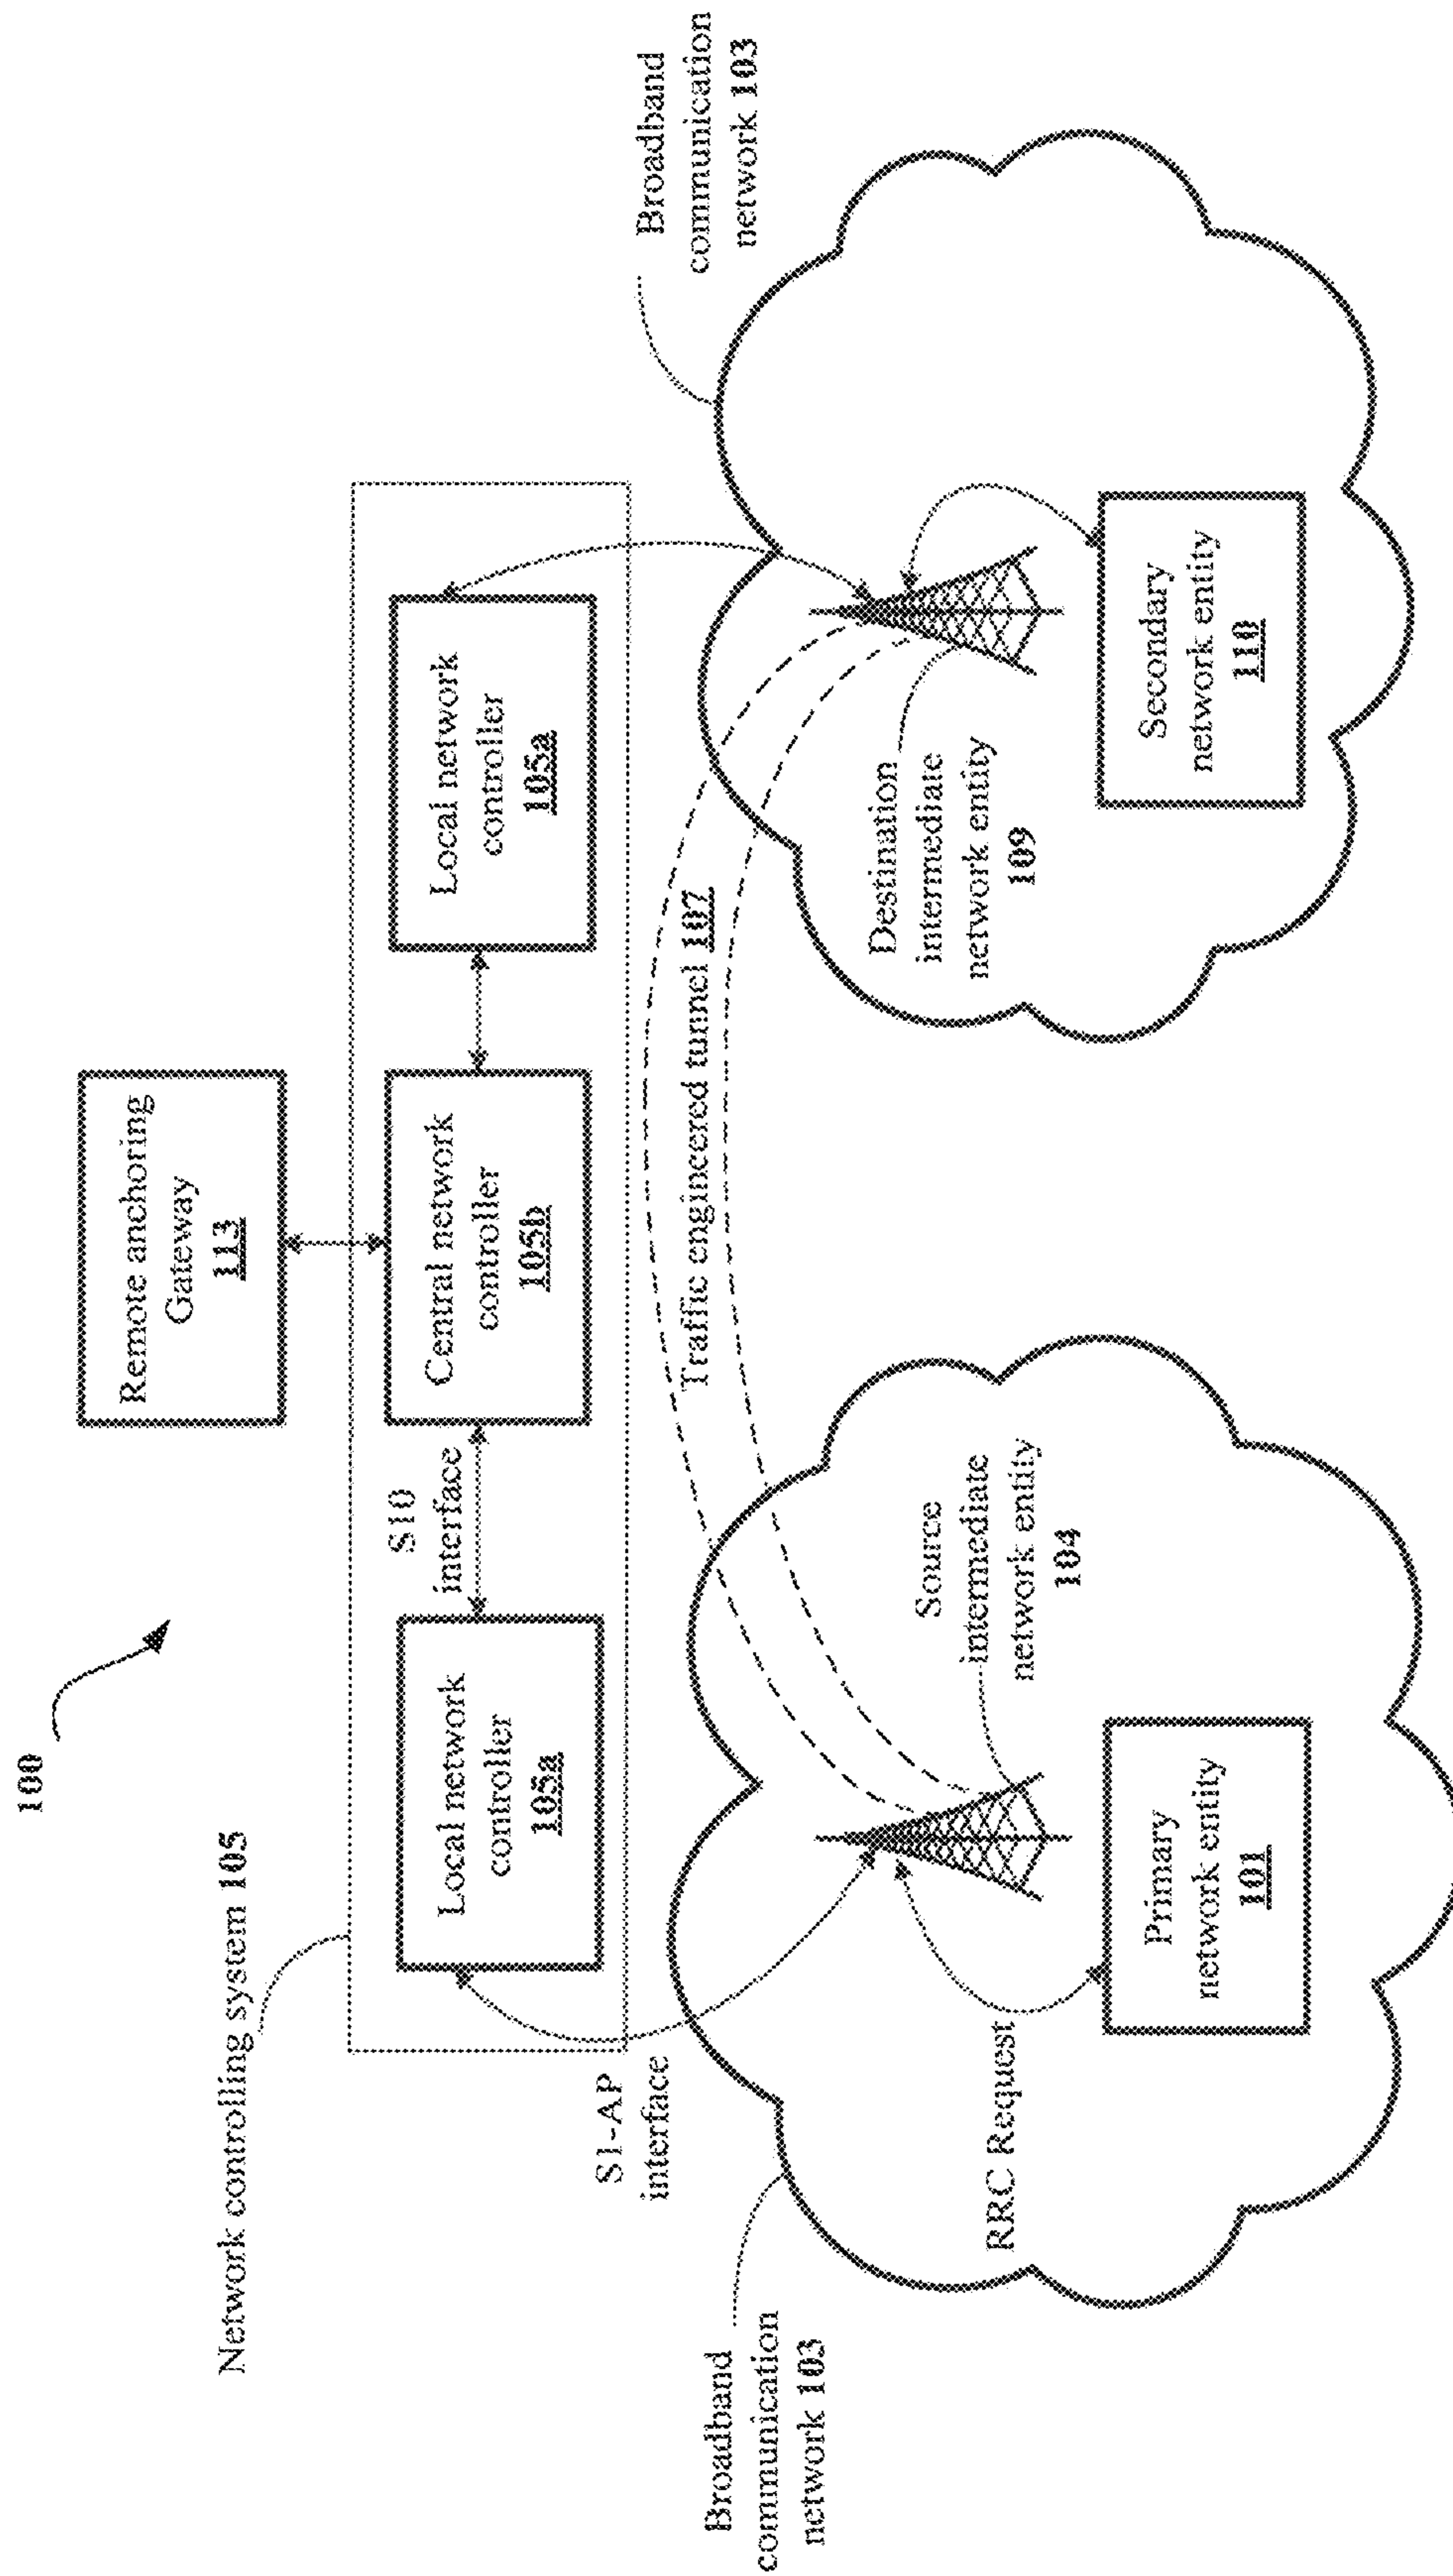 100
Network controlling system 105
Remote anchoring
Gateway
113
Local network
controller
105a
S10
interface
Central network
controller
105b
Local network
controller
105a
S1-AP
interface
Traffic engineered tunnel 107
Broadband
communication
network 103
Broadband
communication
network 103
RRC Request
Source
intermediate
network entity
104
Primary
network entity
101
Destination
intermediate
network entity
109
Secondary
network entity
110